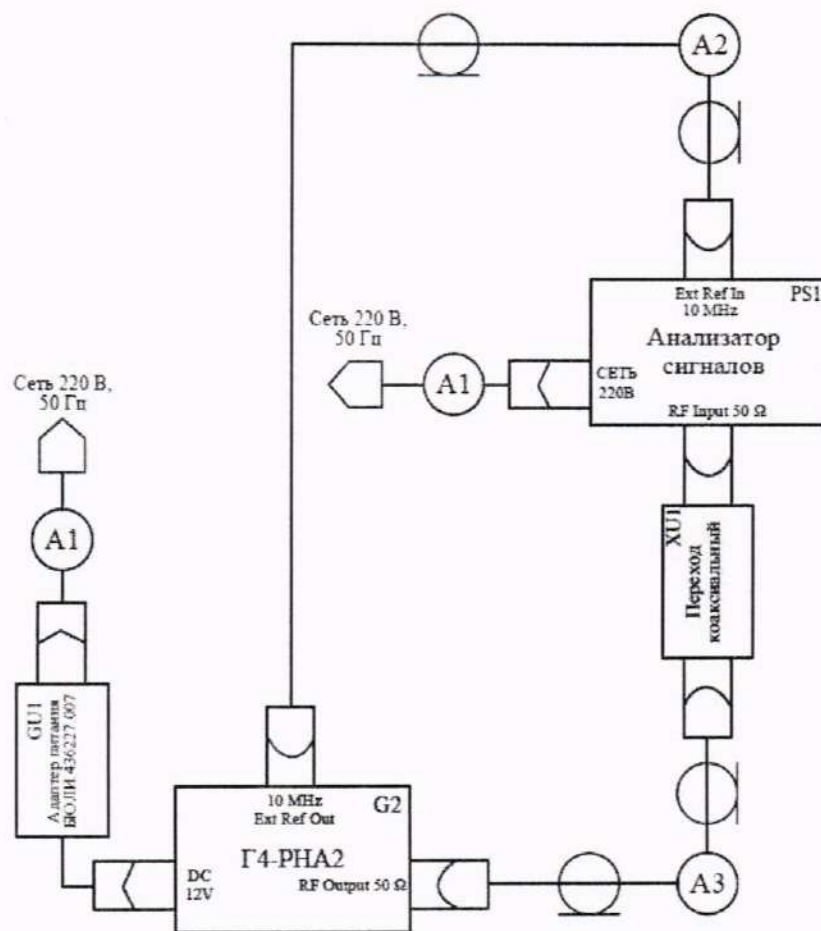 A2
Ext Ref In
10 MHz
PS1
Анализатор
сигналов
СЕТЬ
220В
RF Input 50 Ω
Сеть 220 В,
50 Гц
A1
Сеть 220 В,
50 Гц
A1
XU1
Переход
коаксиальный
GU1
Адаптер питания
БЮЛИ 436227.007
10 MHz
Ext Ref Out
G2
Г4-РНА2
DC
12V
RF Output 50 Ω
A3